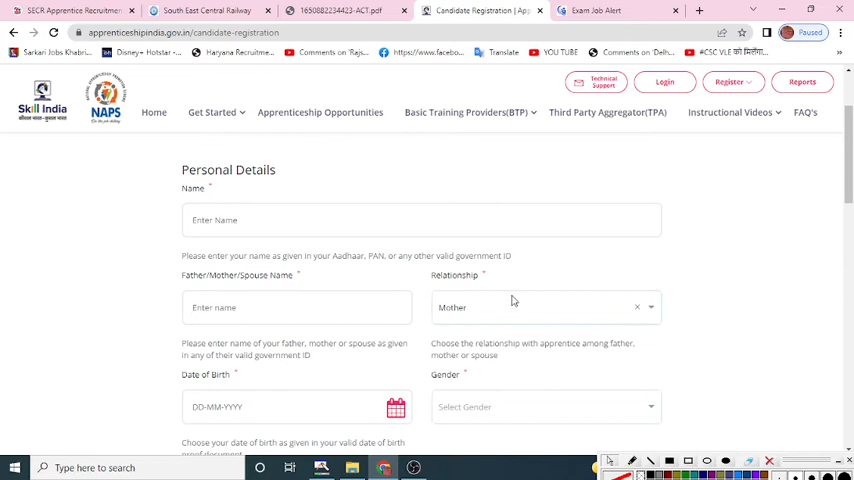 SECR Apprentice Recruitmen
South East Central Railway
1650882234423-ACT.pdf
Candidate Registration | App
Exam Job Alert
apprenticeshipindia.gov.in/candidate-registration
Paused
Sarkari Jobs Khabri...
Disney+ Hotstar - ...
Haryana Recruitme...
Comments on 'Rajs...
https://www.facebo...
Translate
YOU TUBE
Comments on 'Delh...
#CSC VLE को मिलेंगा...
Technical Support
Login
Register
Reports
Skill India
कौशल भारत - कुशल भारत
NAPS
Home
Get Started
Apprenticeship Opportunities
Basic Training Providers(BTP)
Third Party Aggregator(TPA)
Instructional Videos
FAQ's
Personal Details
Name *
Enter Name
Please enter your name as given in your Aadhaar, PAN, or any other valid government ID
Father/Mother/Spouse Name *
Relationship *
Enter name
Mother
Please enter name of your father, mother or spouse as given
in any of their valid government ID
Choose the relationship with apprentice among father,
mother or spouse
Date of Birth *
Gender *
DD-MM-YYYY
Select Gender
Choose your date of birth as given in your valid date of birth
proof document
Type here to search